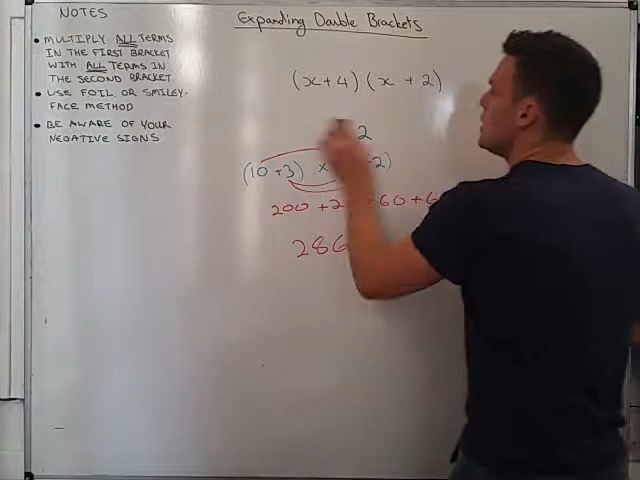 NOTES
Expanding Double Brackets
• MULTIPLY ALL TERMS
IN THE FIRST BRACKET
WITH ALL TERMS IN
THE SECOND BRACKET
• USE FOIL OR SMILEY-
FACE METHOD
• BE AWARE OF YOUR
NEGATIVE SIGNS
(x+4)(x + 2)
2
(10 +3) x 2)
200 +2 60 +6
286